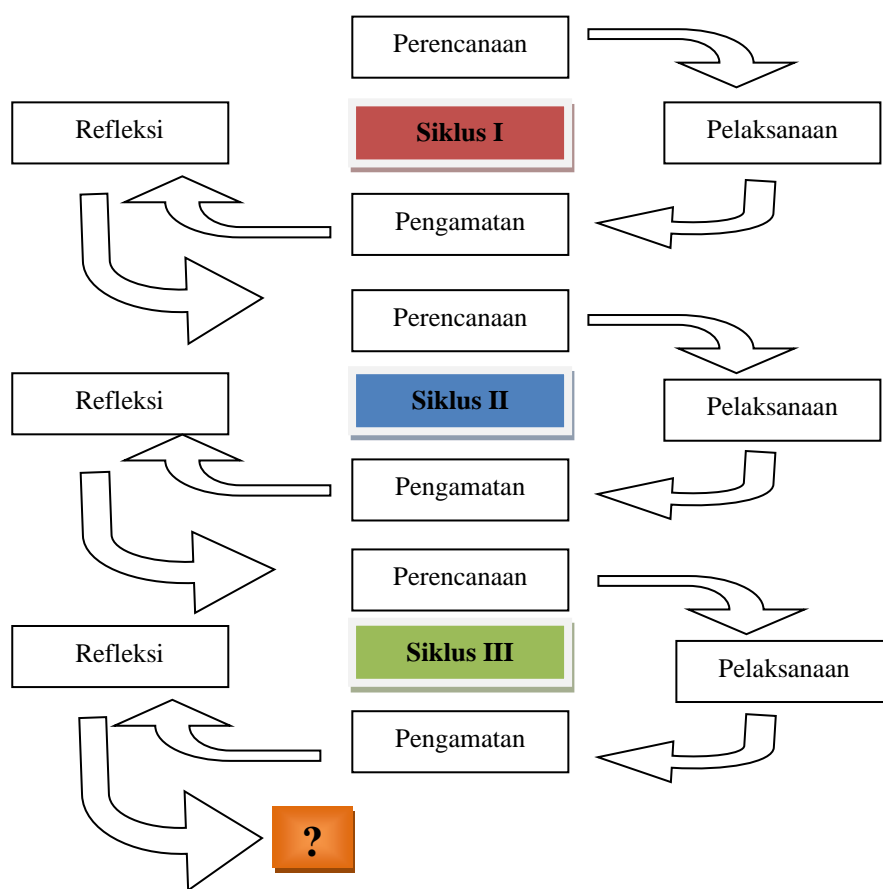 Perencanaan
Refleksi
Siklus I
Pelaksanaan
Pengamatan
Perencanaan
Refleksi
Siklus II
Pelaksanaan
Pengamatan
Perencanaan
Refleksi
Siklus III
Pelaksanaan
Pengamatan
?